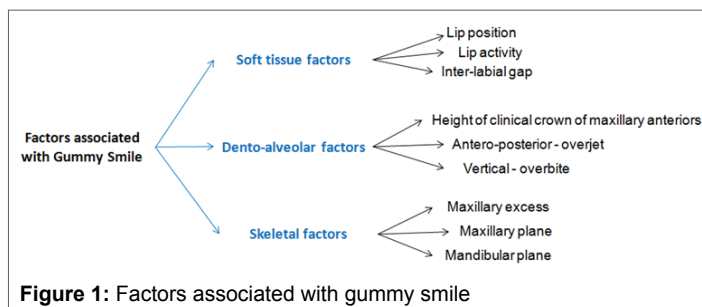 Factors associated
with Gummy Smile
Soft tissue factors
Lip position
Lip activity
Inter-labial gap
Dento-alveolar factors
Height of clinical crown of maxillary anteriors
Antero-posterior - overjet
Vertical - overbite
Skeletal factors
Maxillary excess
Maxillary plane
Mandibular plane
Figure 1: Factors associated with gummy smile